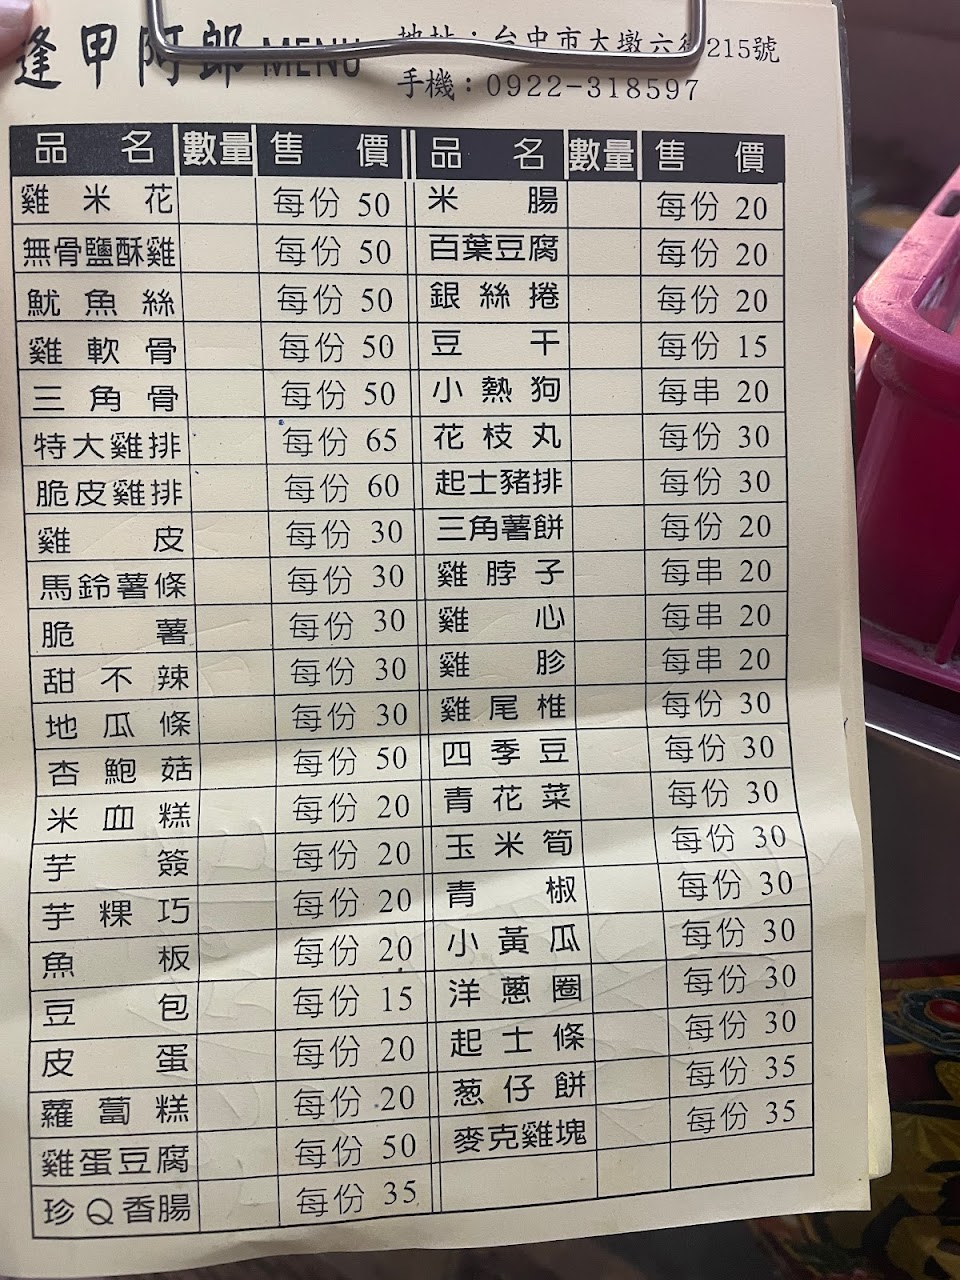 逢甲阿郎 MENU 地址：台中市大墩六街215號
手機：0922-318597
品名 數量 售價 品名 數量 售價
雞米花 每份 50 米腸 每份 20
無骨鹽酥雞 每份 50 百葉豆腐 每份 20
魷魚絲 每份 50 銀絲捲 每份 20
雞軟骨 每份 50 豆干 每份 15
三角骨 每份 50 小熱狗 每串 20
特大雞排 每份 65 花枝丸 每份 30
脆皮雞排 每份 60 起士豬排 每份 30
雞皮 每份 30 三角薯餅 每份 20
馬鈴薯條 每份 30 雞脖子 每串 20
脆薯 每份 30 雞心 每串 20
甜不辣 每份 30 雞胗 每串 20
地瓜條 每份 30 雞尾椎 每份 30
杏鮑菇 每份 50 四季豆 每份 30
米血糕 每份 20 青花菜 每份 30
芋簽 每份 20 玉米筍 每份 30
芋粿巧 每份 20 青椒 每份 30
魚板 每份 20 小黃瓜 每份 30
豆包 每份 15 洋蔥圈 每份 30
皮蛋 每份 20 起士條 每份 30
蘿蔔糕 每份 20 葱仔餅 每份 35
雞蛋豆腐 每份 50 麥克雞塊 每份 35
珍Q香腸 每份 35